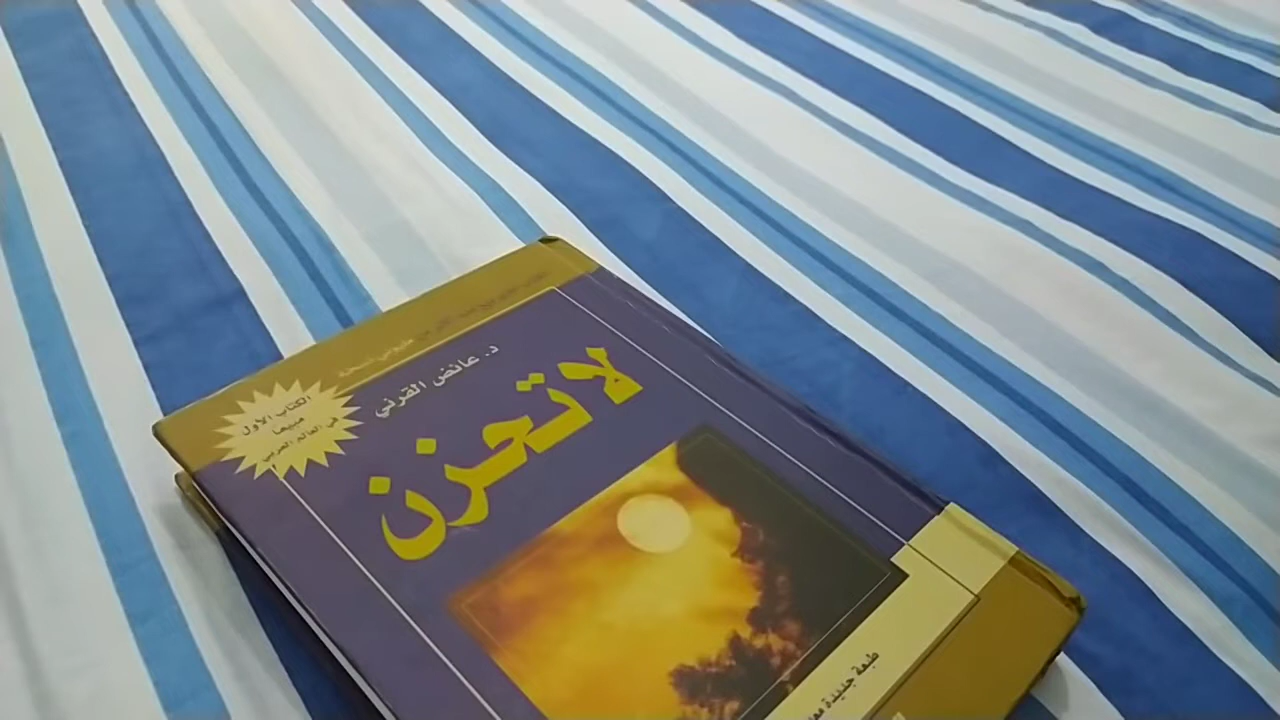 د. عائض القرني
لا تحزن
الكتاب الأول
مبيعاً
في العالم العربي
طبعة جديدة